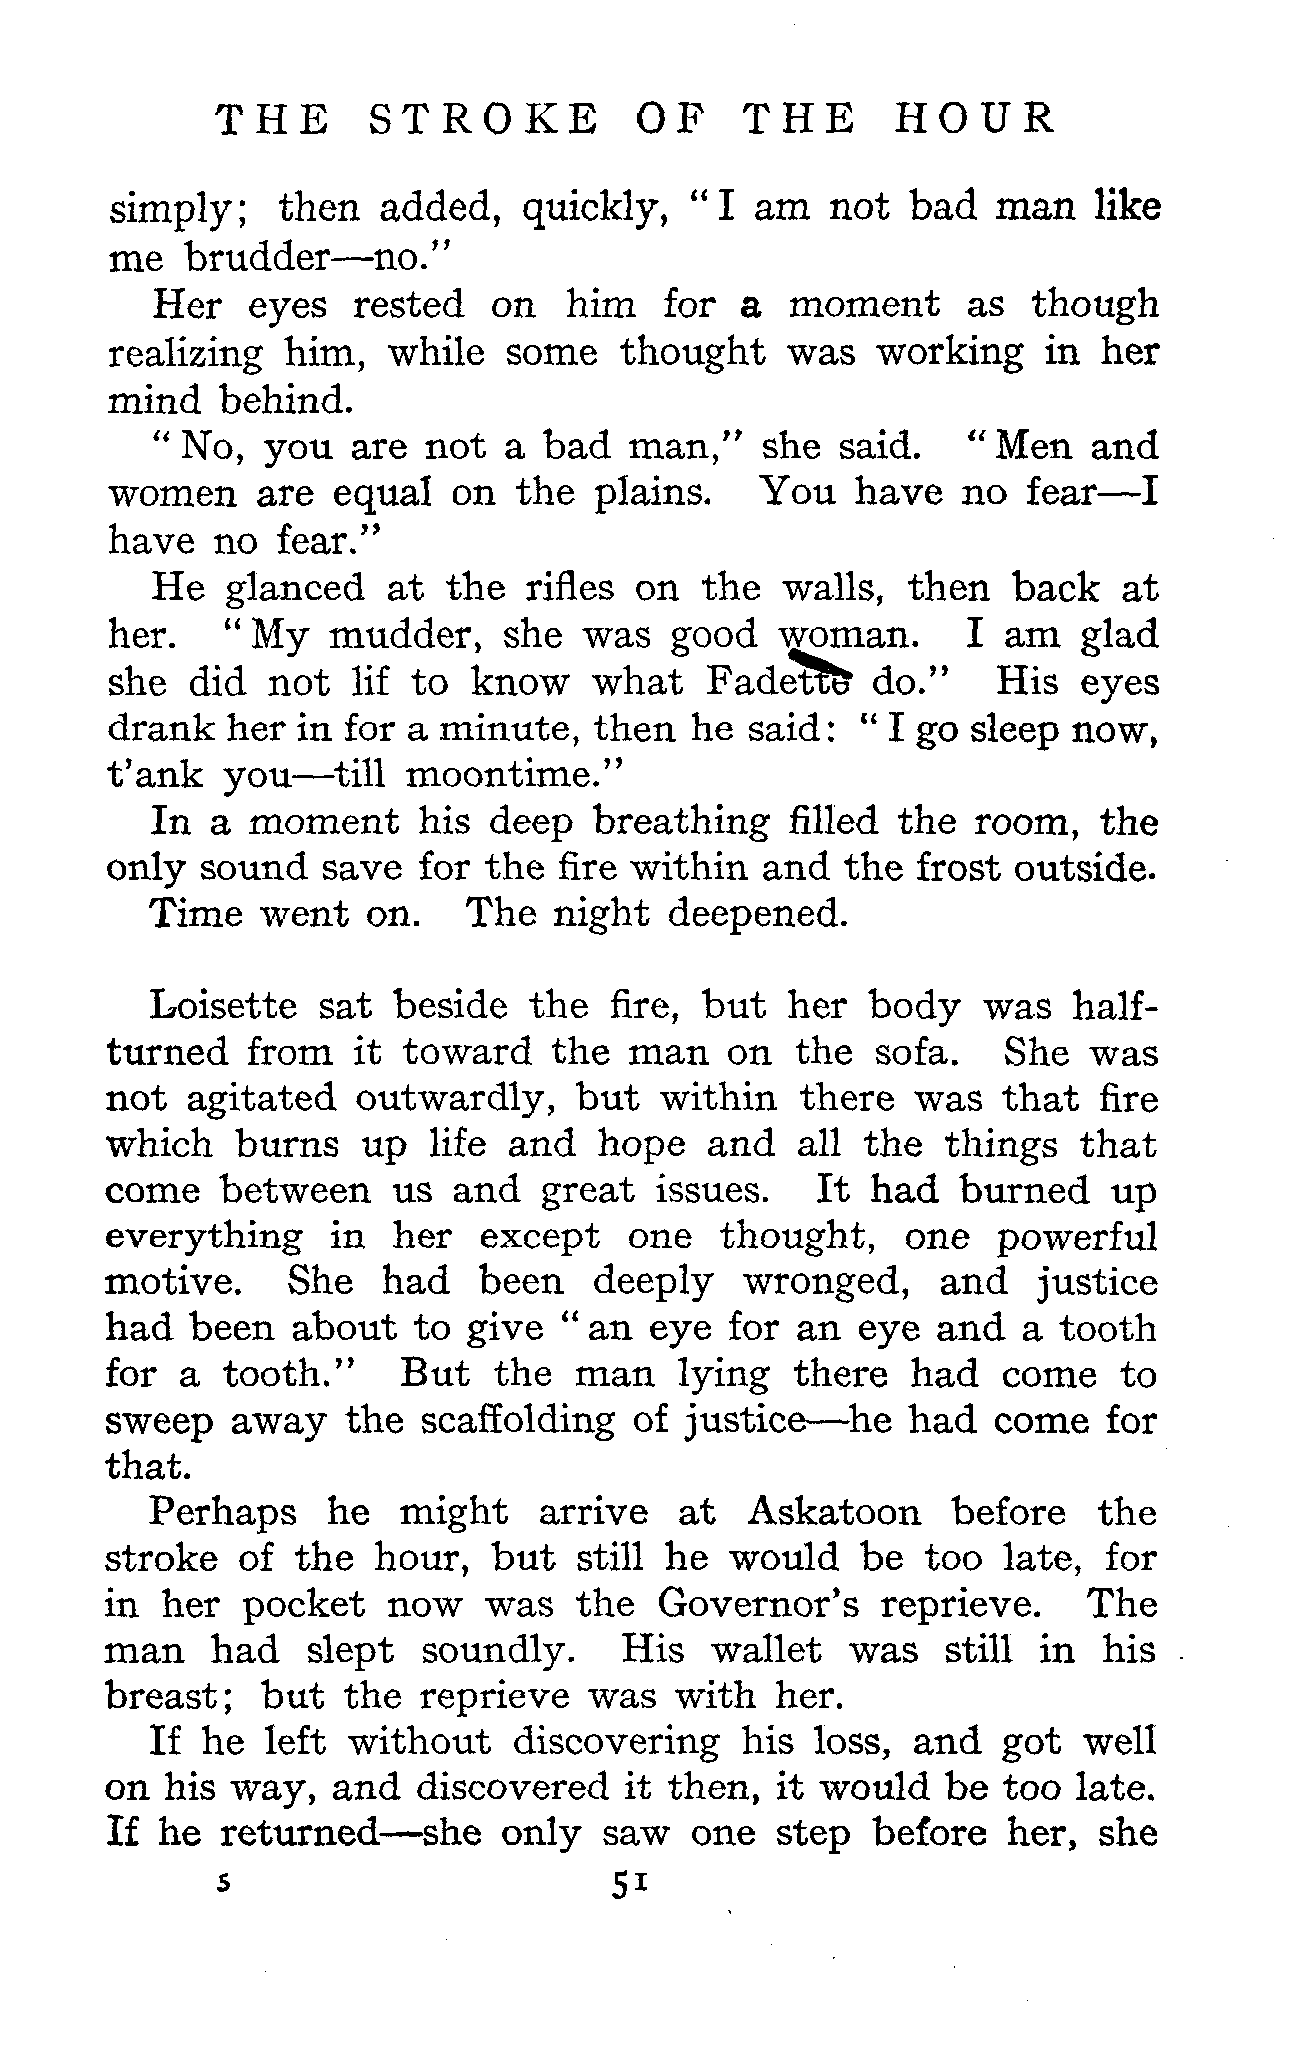 THE STROKE OF THE HOUR
simply; then added, quickly, "I am not bad man like
me brudder—no."
Her eyes rested on him for a moment as though
realizing him, while some thought was working in her
mind behind.
"No, you are not a bad man," she said. "Men and
women are equal on the plains. You have no fear—I
have no fear."
He glanced at the rifles on the walls, then back at
her. "My mudder, she was good woman. I am glad
she did not lif to know what Fadette do." His eyes
drank her in for a minute, then he said: "I go sleep now,
t'ank you—till moontime."
In a moment his deep breathing filled the room, the
only sound save for the fire within and the frost outside.
Time went on. The night deepened.
Loisette sat beside the fire, but her body was half-
turned from it toward the man on the sofa. She was
not agitated outwardly, but within there was that fire
which burns up life and hope and all the things that
come between us and great issues. It had burned up
everything in her except one thought, one powerful
motive. She had been deeply wronged, and justice
had been about to give "an eye for an eye and a tooth
for a tooth." But the man lying there had come to
sweep away the scaffolding of justice—he had come for
that.
Perhaps he might arrive at Askatoon before the
stroke of the hour, but still he would be too late, for
in her pocket now was the Governor's reprieve. The
man had slept soundly. His wallet was still in his
breast; but the reprieve was with her.
If he left without discovering his loss, and got well
on his way, and discovered it then, it would be too late.
If he returned—she only saw one step before her, she
5 51